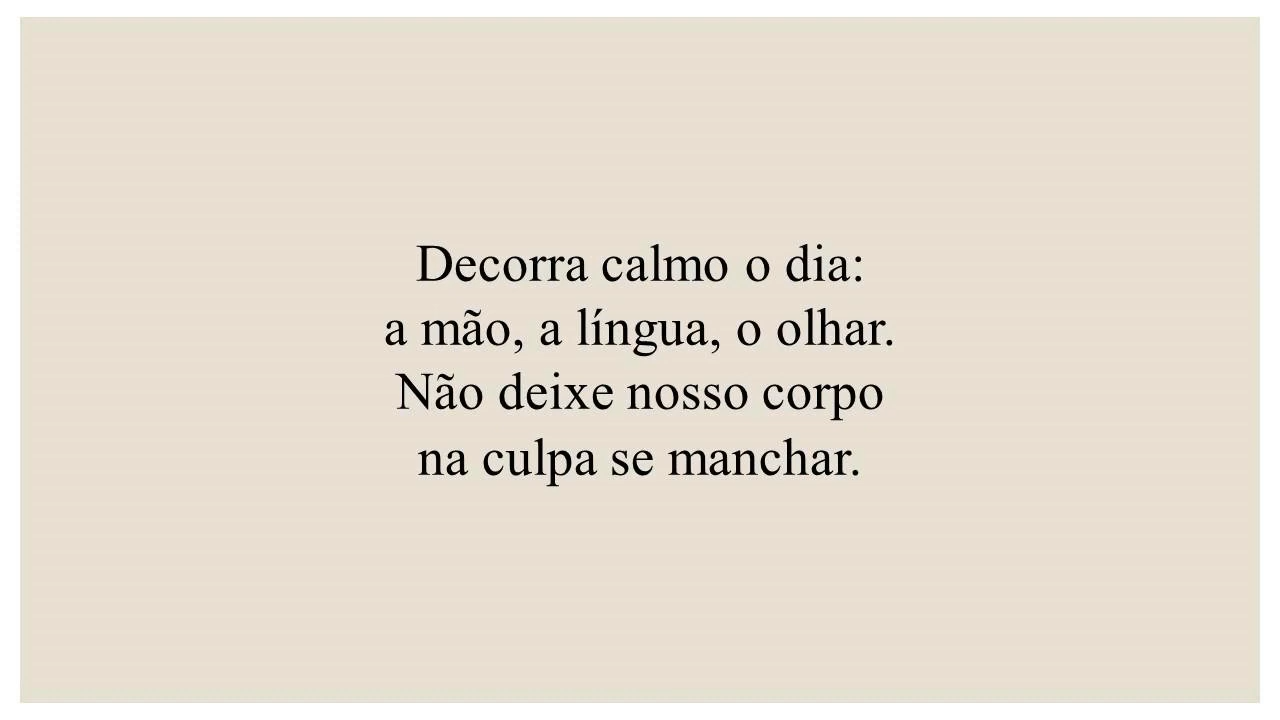 Decorra calmo o dia:
a mão, a língua, o olhar.
Não deixe nosso corpo
na culpa se manchar.